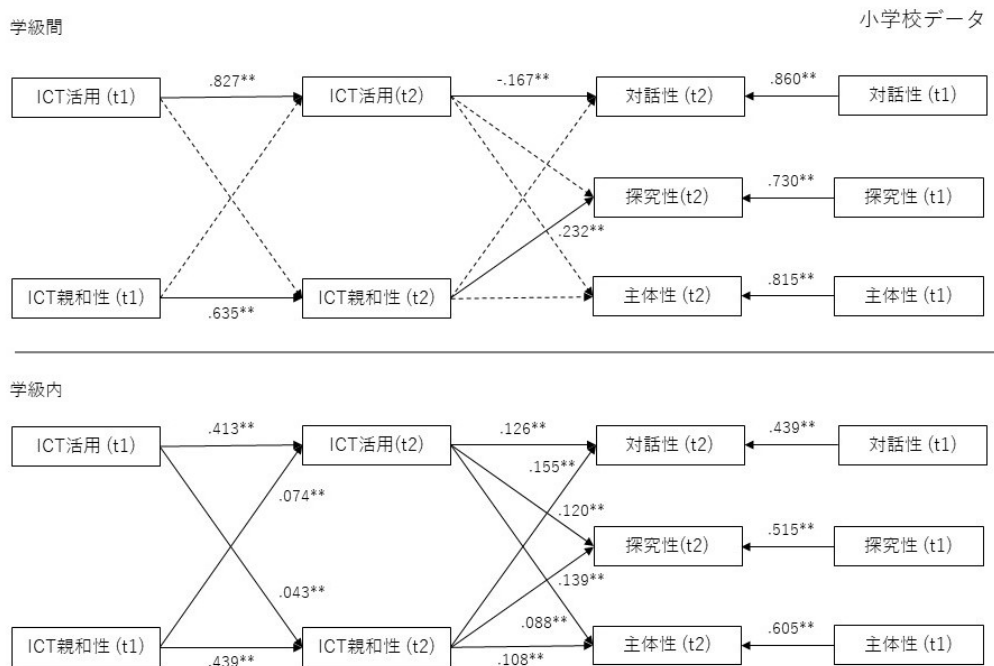 小学校データ
学級間
.827**
-.167**
.860**
ICT活用 (t1)
ICT活用(t2)
対話性 (t2)
対話性 (t1)
.730**
探究性(t2)
探究性 (t1)
.232**
.815**
ICT親和性 (t1)
ICT親和性 (t2)
主体性 (t2)
主体性 (t1)
.635**
学級内
.413**
.126**
.439**
ICT活用 (t1)
ICT活用(t2)
対話性 (t2)
対話性 (t1)
.155**
.074**
.120**
.515**
探究性(t2)
探究性 (t1)
.139**
.043**
.088**
.605**
ICT親和性 (t1)
ICT親和性 (t2)
主体性 (t2)
主体性 (t1)
.439**
.108**